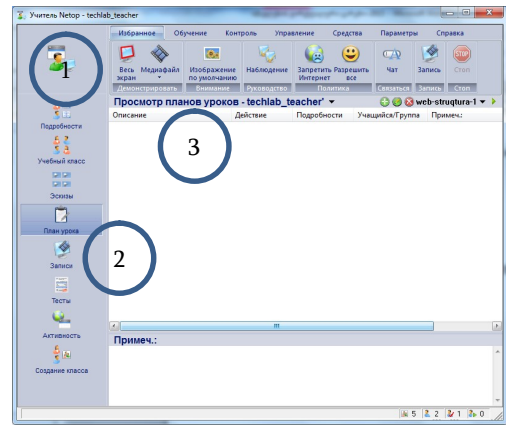 Учитель Netop - techlab_teacher
Избранное Обучение Контроль Управление Средства Параметры Справка
Весь экран Медиафайл Изображение по умолчанию Наблюдение Запретить Интернет Разрешить все Чат Запись Стоп
Демонстрировать Внимание Руководство Политика Связаться Запись Стоп
Просмотр планов уроков - techlab_teacher* web-struqtura-1
Описание Действие Подробности Учащийся/Группа Примеч.:
1
Подробности
Учебный класс
Эскизы
План урока
Записи
Тесты
Активность
Создание класса
3
2
Примеч.:
5 2 1 0